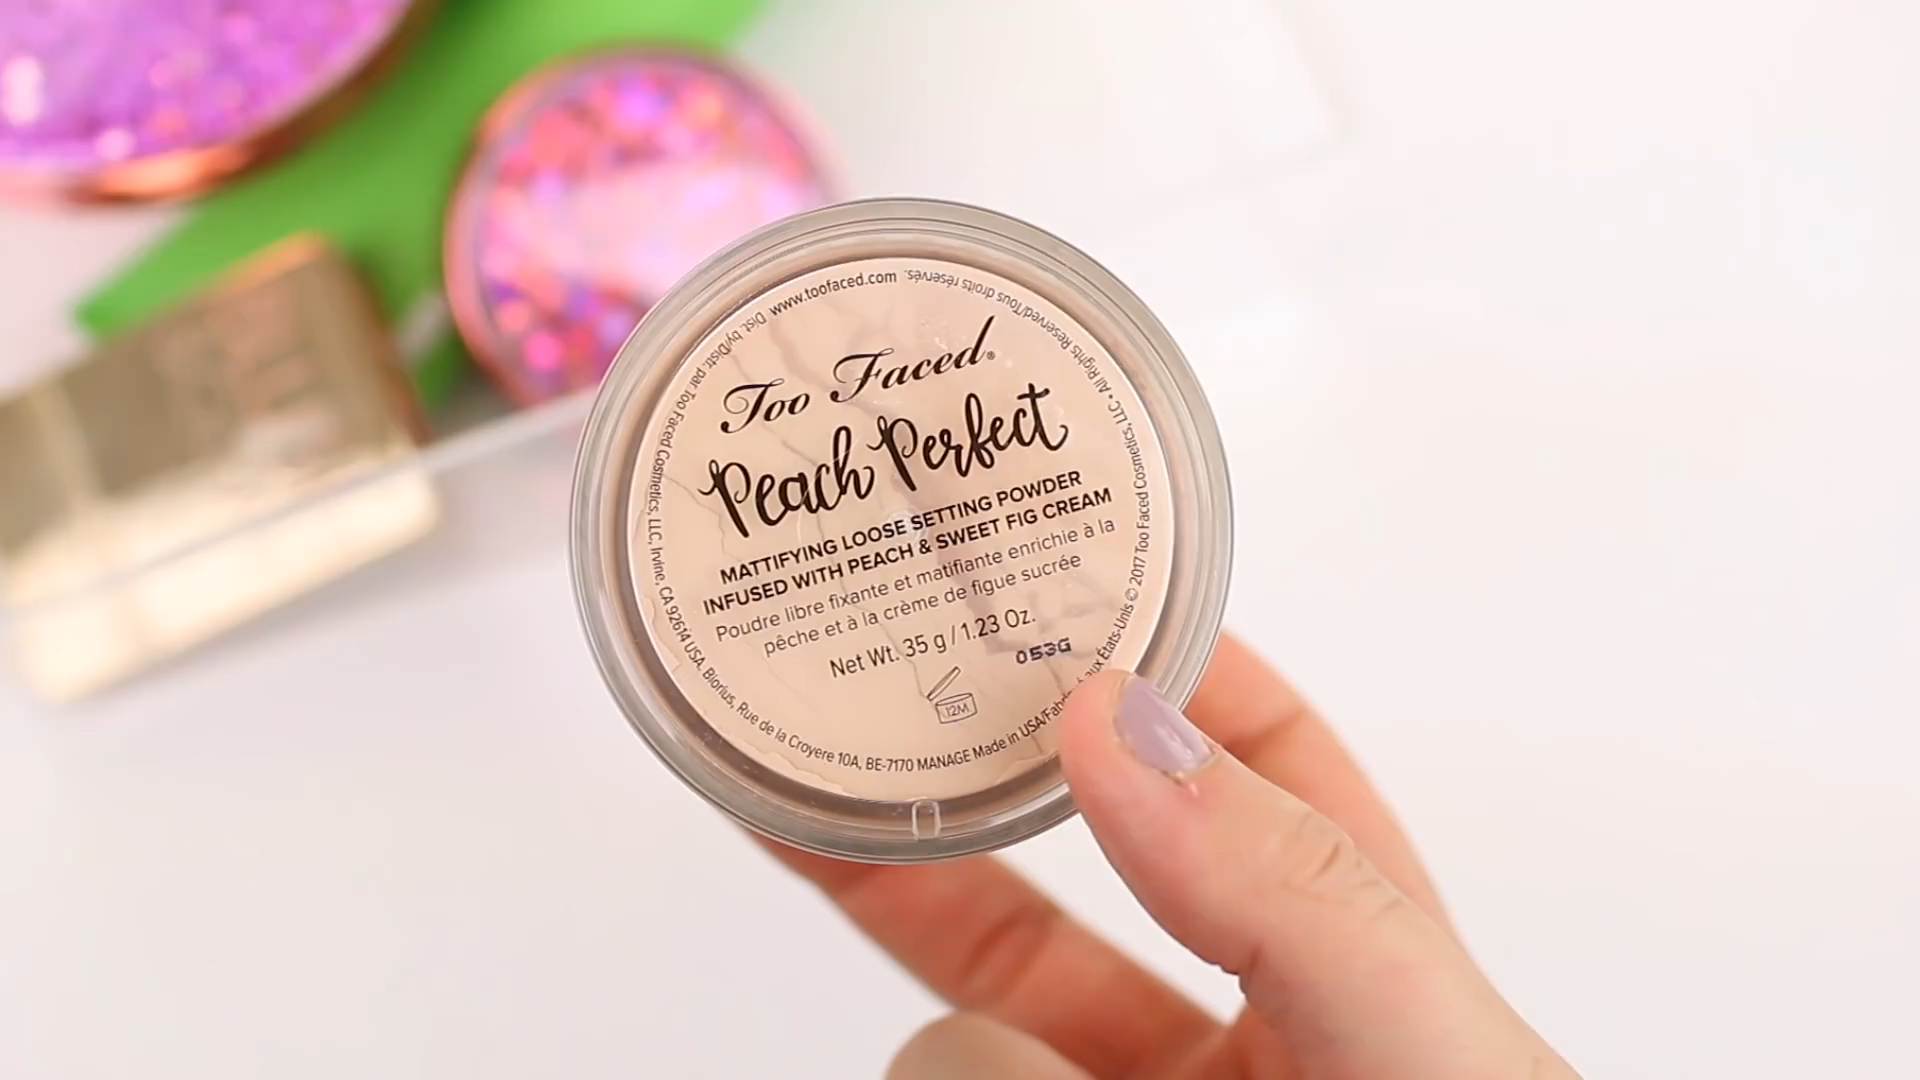 Too Faced®
Peach Perfect
MATTIFYING LOOSE SETTING POWDER
INFUSED WITH PEACH & SWEET FIG CREAM
Poudre libre fixante et matifiante enrichie à la
pêche et à la crème de figue sucrée
Net Wt. 35 g / 1.23 Oz.
053G
12M
www.toofaced.com
Dist. by/Distr. par Too Faced Cosmetics, LLC, Irvine, CA 92614 USA. Biorius, Rue de la Croyere 10A, BE-7170 MANAGE Made in USA/ aux États-Unis © 2017 Too Faced Cosmetics, LLC • All Rights Reserved/Tous droits réservés.